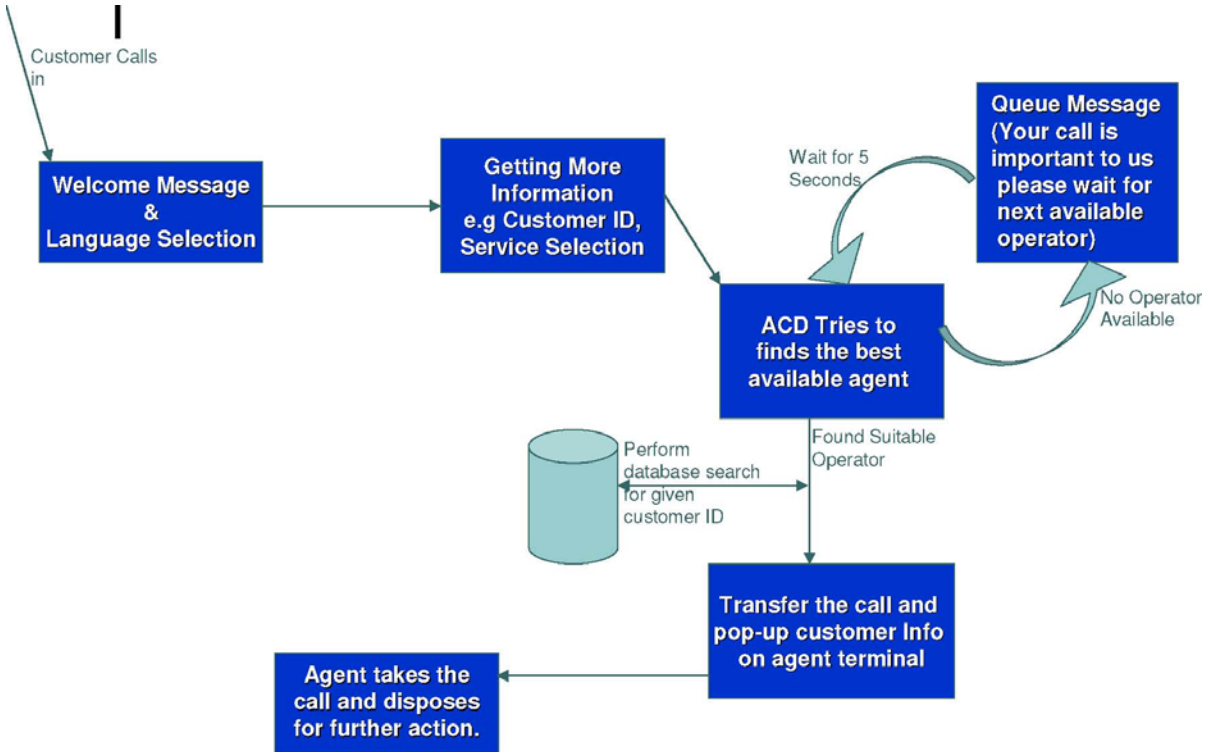 Customer Calls
in
Welcome Message
&
Language Selection
Getting More
Information
e.g Customer ID,
Service Selection
Wait for 5
Seconds
Queue Message
(Your call is
important to us
please wait for
next available
operator)
No Operator
Available
ACD Tries to
finds the best
available agent
Found Suitable
Operator
Perform
database search
for given
customer ID
Transfer the call and
pop-up customer Info
on agent terminal
Agent takes the
call and disposes
for further action.